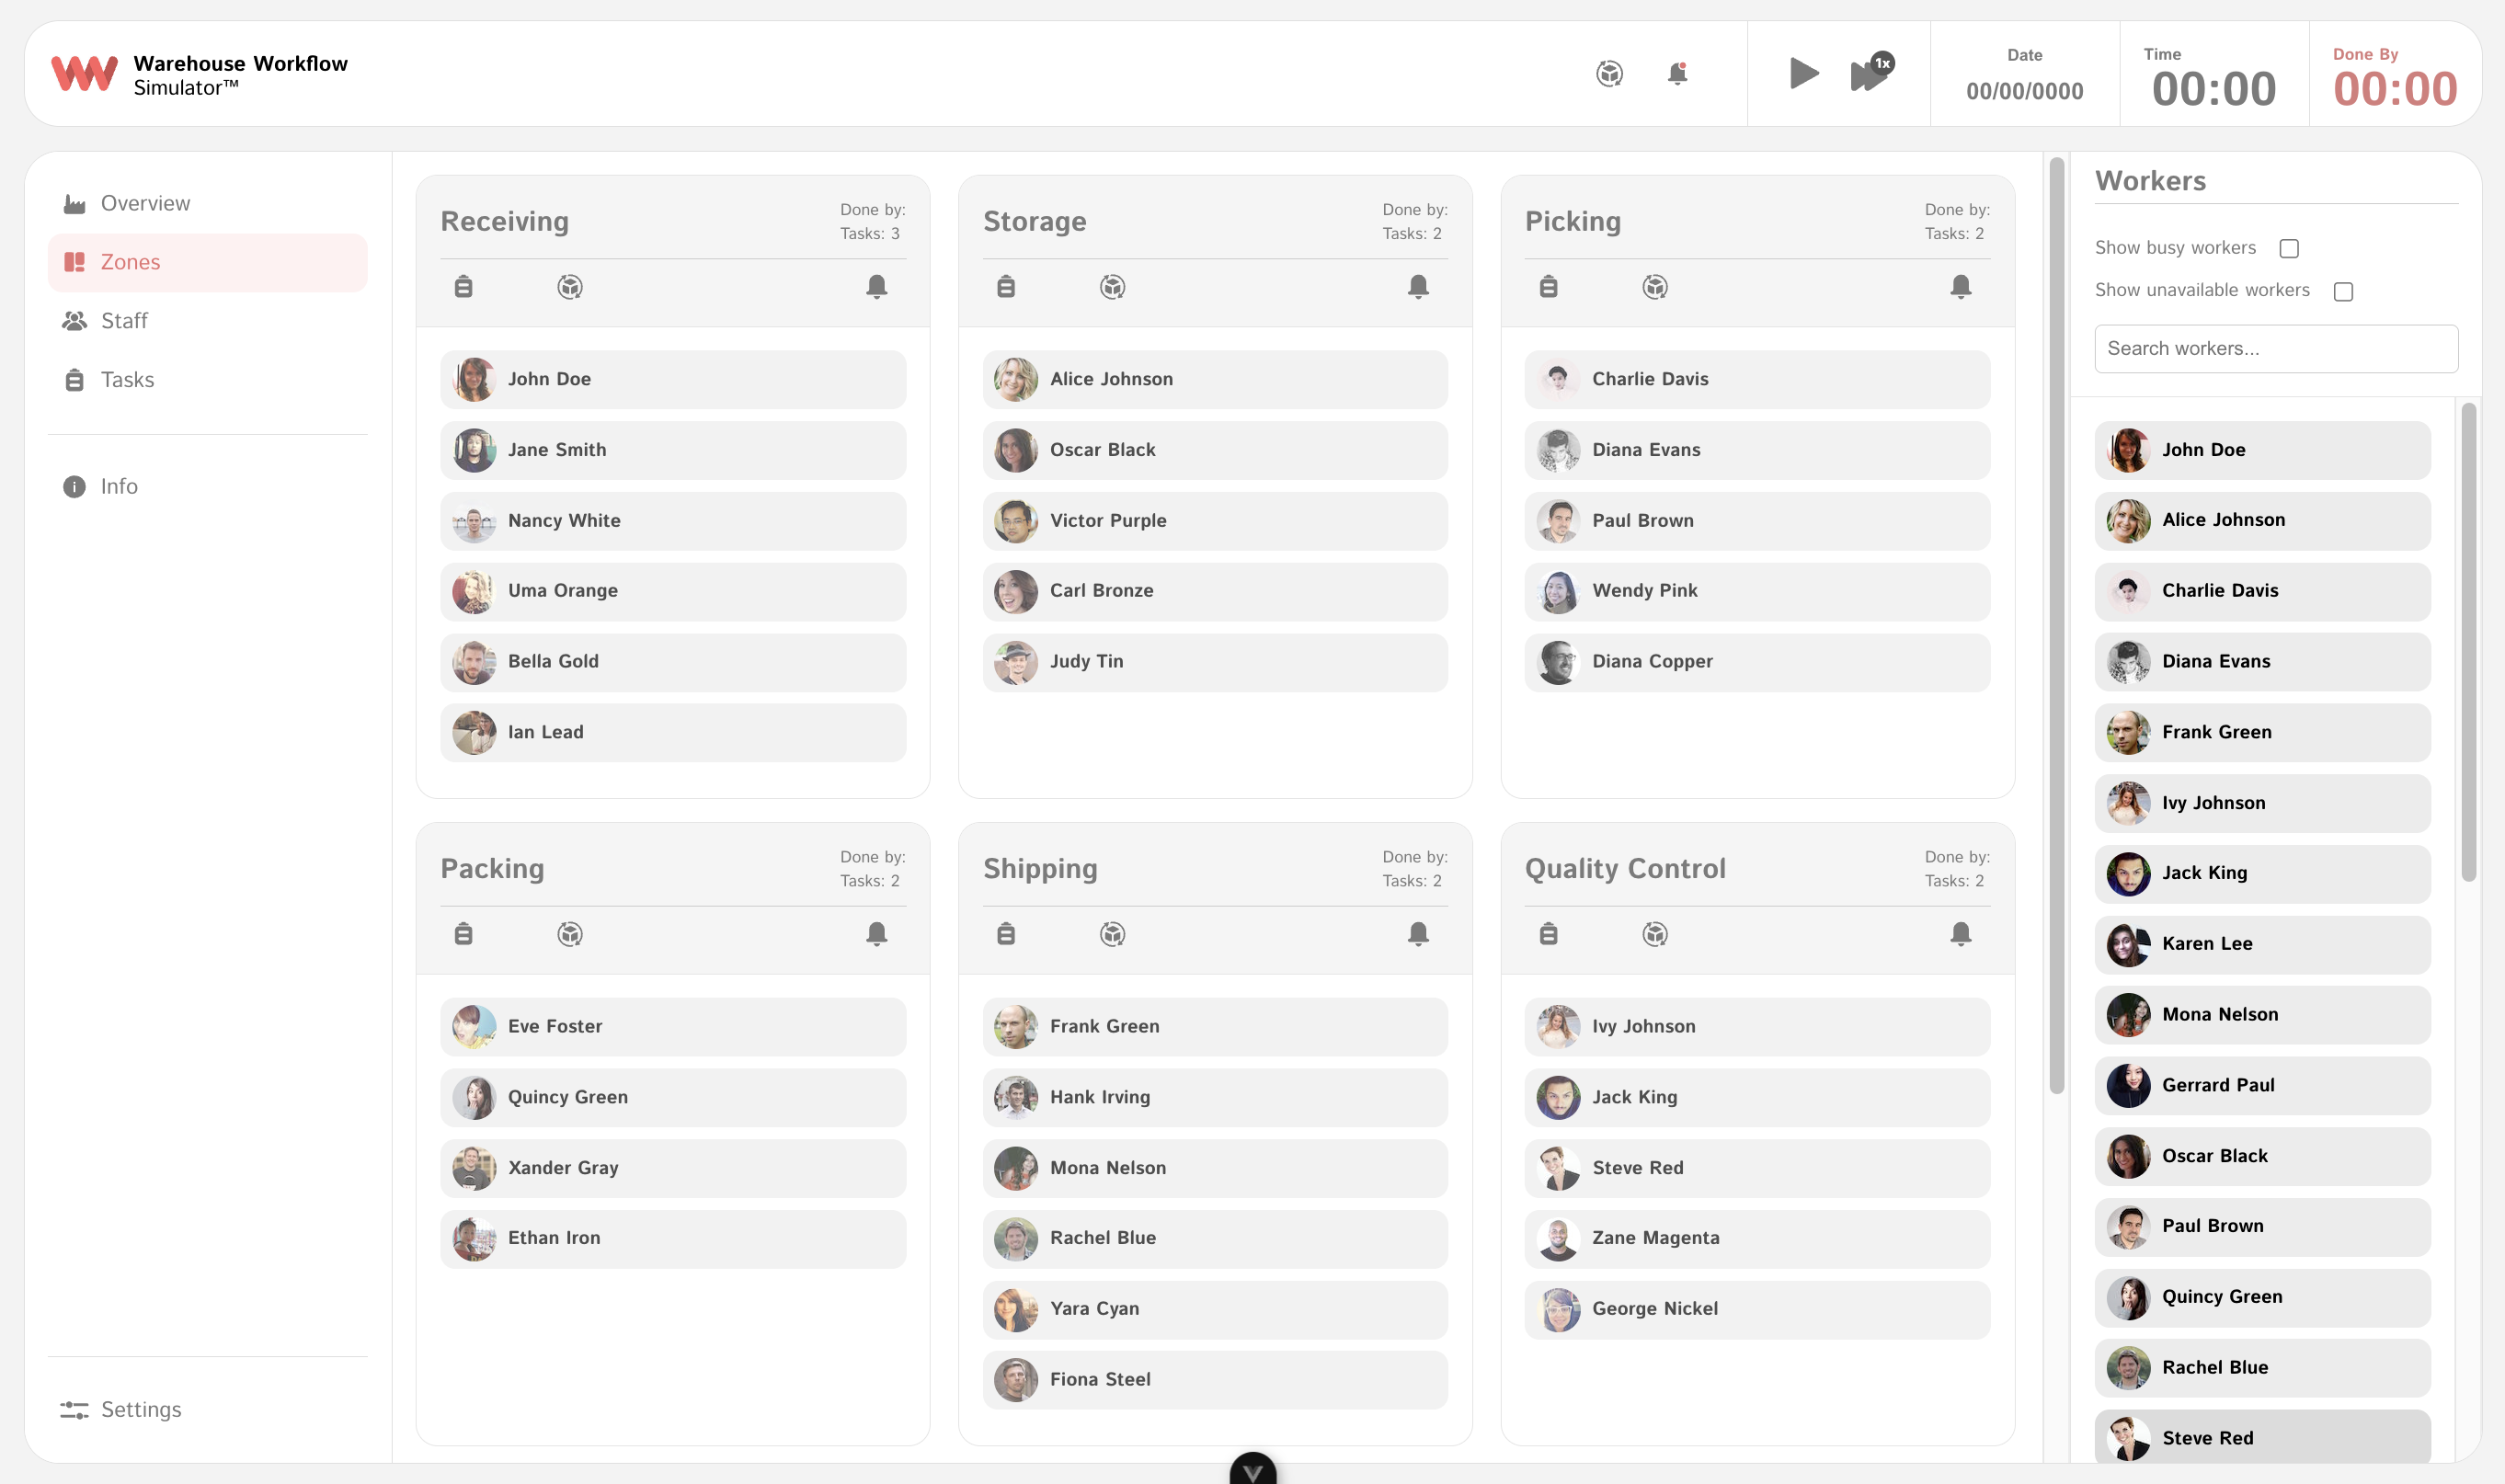 Warehouse Workflow
Simulator™
1x
Date
00/00/0000
Time
00:00
Done By
00:00
Overview
Zones
Staff
Tasks
Info
Settings
Receiving
Done by:
Tasks: 3
John Doe
Jane Smith
Nancy White
Uma Orange
Bella Gold
Ian Lead
Storage
Done by:
Tasks: 2
Alice Johnson
Oscar Black
Victor Purple
Carl Bronze
Judy Tin
Picking
Done by:
Tasks: 2
Charlie Davis
Diana Evans
Paul Brown
Wendy Pink
Diana Copper
Packing
Done by:
Tasks: 2
Eve Foster
Quincy Green
Xander Gray
Ethan Iron
Shipping
Done by:
Tasks: 2
Frank Green
Hank Irving
Mona Nelson
Rachel Blue
Yara Cyan
Fiona Steel
Quality Control
Done by:
Tasks: 2
Ivy Johnson
Jack King
Steve Red
Zane Magenta
George Nickel
Workers
Show busy workers
Show unavailable workers
Search workers...
John Doe
Alice Johnson
Charlie Davis
Diana Evans
Frank Green
Ivy Johnson
Jack King
Karen Lee
Mona Nelson
Gerrard Paul
Oscar Black
Paul Brown
Quincy Green
Rachel Blue
Steve Red